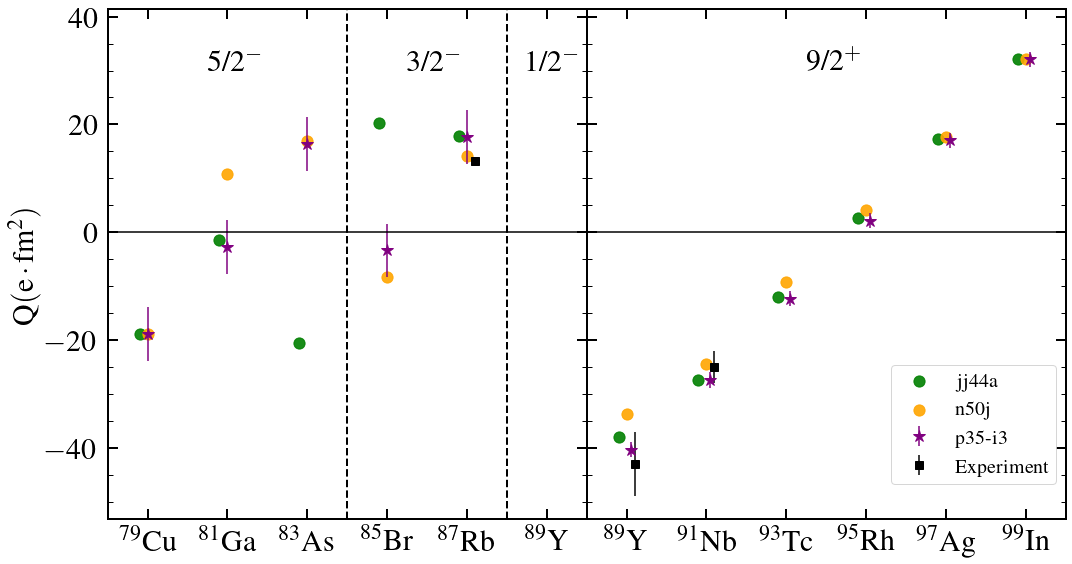 40
20
0
−20
−40
Q(e · fm²)
5/2⁻
3/2⁻
1/2⁻
9/2⁺
jj44a
n50j
p35-i3
Experiment
⁷⁹Cu ⁸¹Ga ⁸³As ⁸⁵Br ⁸⁷Rb ⁸⁹Y ⁸⁹Y ⁹¹Nb ⁹³Tc ⁹⁵Rh ⁹⁷Ag ⁹⁹In